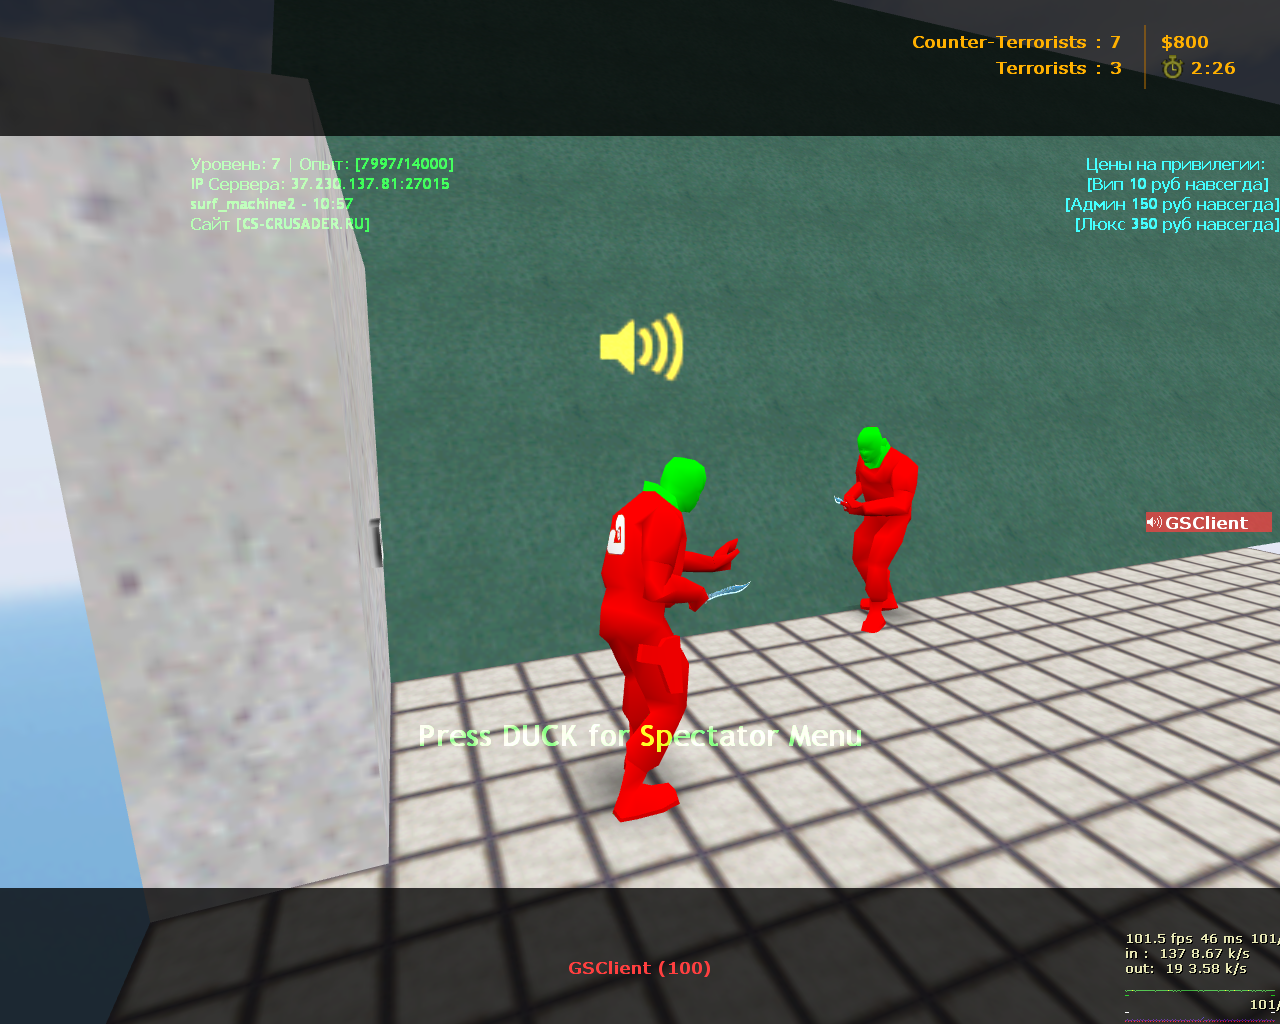 Counter-Terrorists : 7 $800
Terrorists : 3 2:26
Уровень: 7 | Опыт: [7997/14000]
IP Сервера: 37.230.137.81:27015
surf_machine2 - 10:57
Сайт [CS-CRUSADER.RU]
Цены на привилегии:
[Вип 10 руб навсегда]
[Админ 150 руб навсегда]
[Люкс 350 руб навсегда]
GSClient
Press DUCK for Spectator Menu
GSClient (100)
101.5 fps 46 ms 101/
in : 137 8.67 k/s
out: 19 3.58 k/s
101/